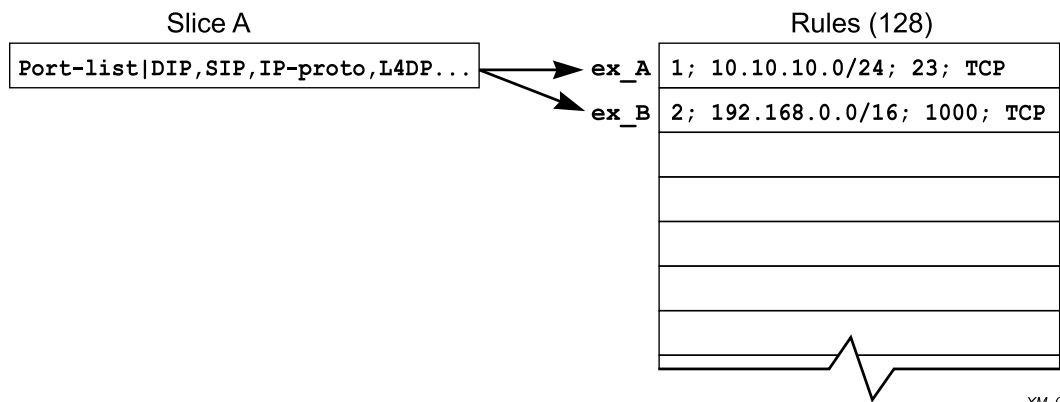 Slice A
Rules (128)
Port-list|DIP,SIP,IP-proto,L4DP...
ex_A 1; 10.10.10.0/24; 23; TCP
ex_B 2; 192.168.0.0/16; 1000; TCP